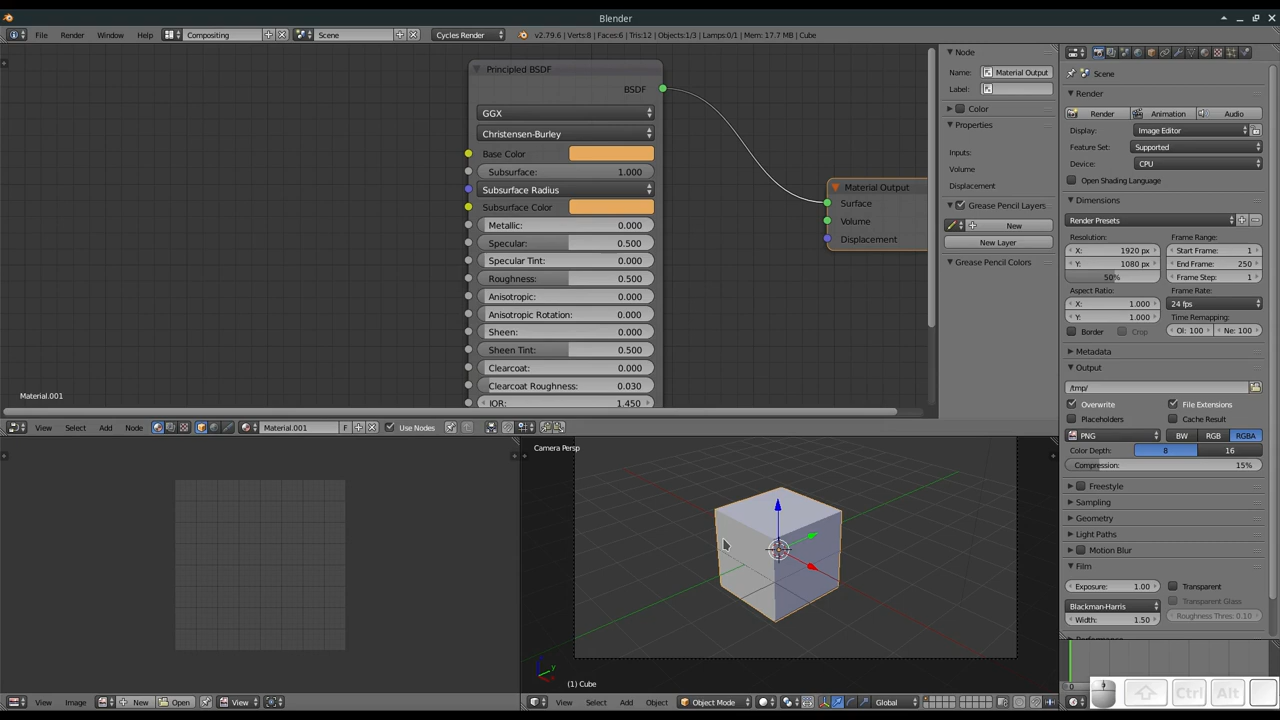 Blender
File Render Window Help Compositing Scene Cycles Render v2.79.6 | Verts:8 | Faces:6 | Tris:12 | Objects:1/3 | Lamps:0/1 | Mem: 17.7 MB | Cube
Principled BSDF
BSDF
GGX
Christensen-Burley
Base Color
Subsurface: 1.000
Subsurface Radius
Subsurface Color
Metallic: 0.000
Specular: 0.500
Specular Tint: 0.000
Roughness: 0.500
Anisotropic: 0.000
Anisotropic Rotation: 0.000
Sheen: 0.000
Sheen Tint: 0.500
Clearcoat: 0.000
Clearcoat Roughness: 0.030
IOR: 1.450
Material Output
Surface
Volume
Displacement
Material.001
Node
Name: Material Output
Label:
Color
Properties
Inputs:
Volume
Displacement
Grease Pencil Layers
New
New Layer
Grease Pencil Colors
Scene
Render
Render Animation Audio
Display: Image Editor
Feature Set: Supported
Device: CPU
Open Shading Language
Dimensions
Render Presets
Resolution: Frame Range:
X: 1920 px Start Frame: 1
Y: 1080 px End Frame: 250
50% Frame Step: 1
Aspect Ratio: Frame Rate:
X: 1.000 24 fps
Y: 1.000 Time Remapping:
Border Crop Ol: 100 Ne: 100
Metadata
Output
/tmp/
Overwrite File Extensions
Placeholders Cache Result
PNG BW RGB RGBA
Color Depth: 8 16
Compression: 15%
Freestyle
Sampling
Geometry
Light Paths
Motion Blur
Film
Exposure: 1.00 Transparent
Transparent Glass
Blackman-Harris Roughness Thres: 0.10
Width: 1.50
View Select Add Node Material.001 F Use Nodes
Camera Persp
(1) Cube
View Image New Open View
View Select Add Object Object Mode Global
Ctrl Alt